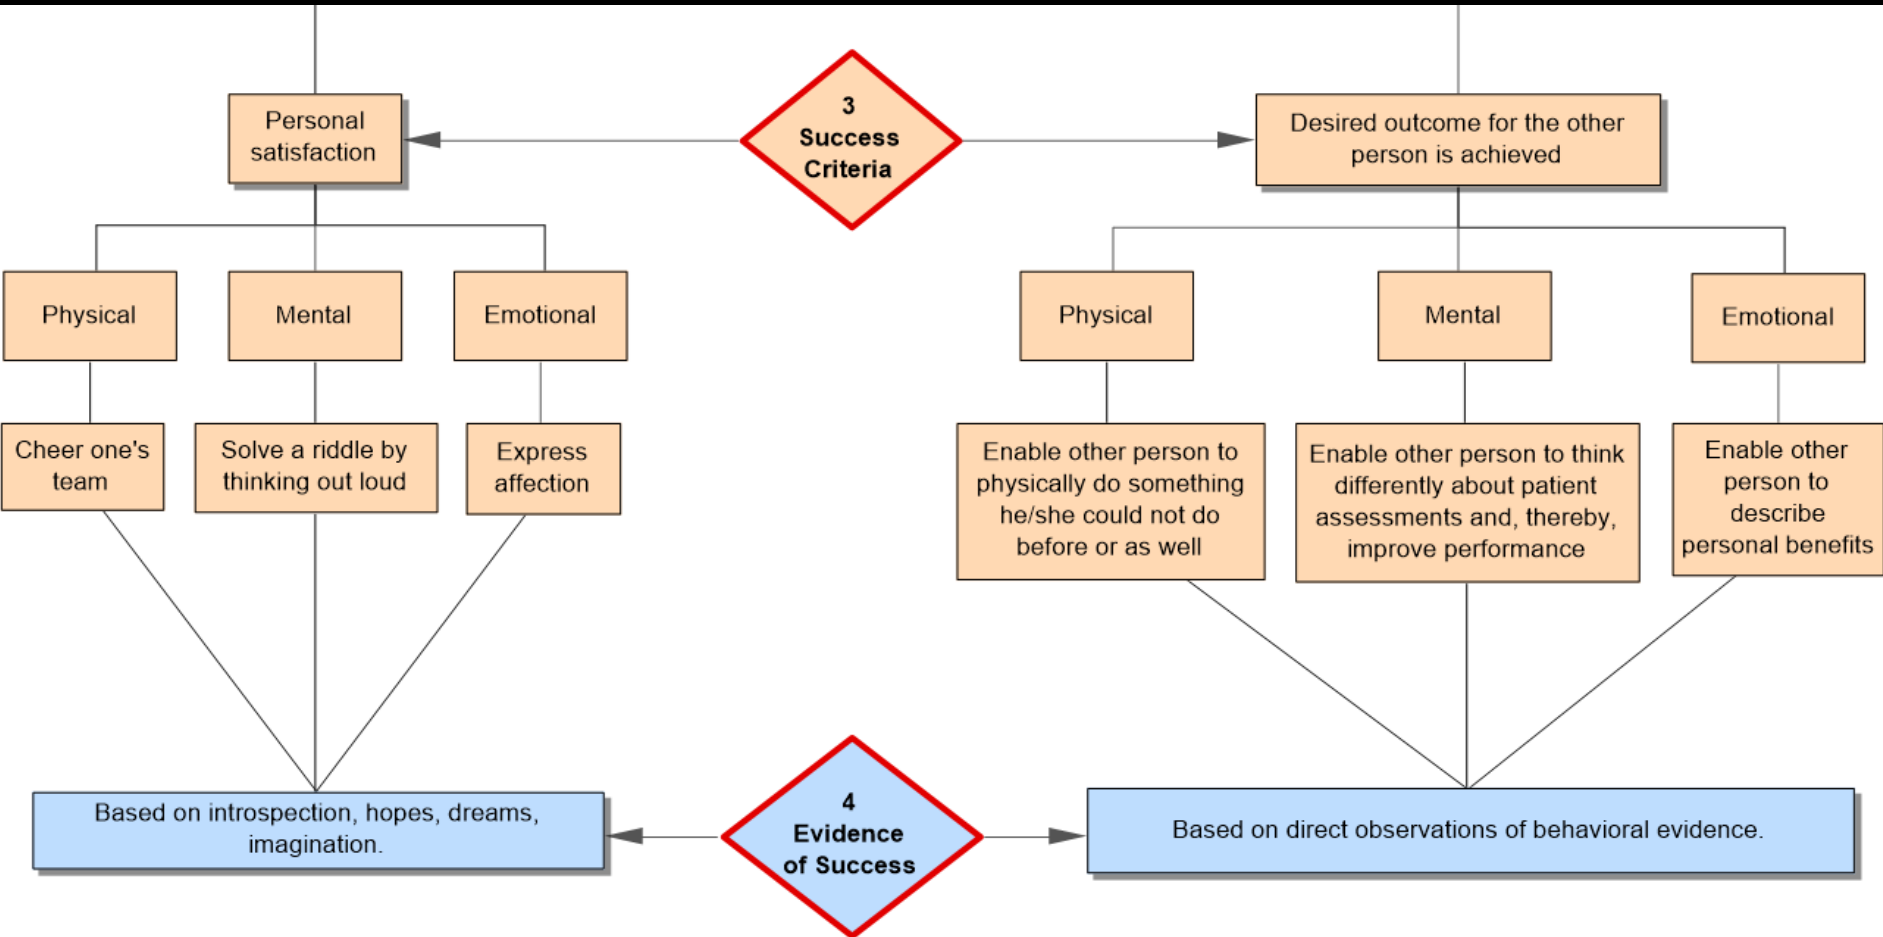 Personal
satisfaction
3
Success
Criteria
Desired outcome for the other
person is achieved
Physical
Mental
Emotional
Physical
Mental
Emotional
Cheer one's
team
Solve a riddle by
thinking out loud
Express
affection
Enable other person to
physically do something
he/she could not do
before or as well
Enable other person to think
differently about patient
assessments and, thereby,
improve performance
Enable other
person to
describe
personal benefits
Based on introspection, hopes, dreams,
imagination.
4
Evidence
of Success
Based on direct observations of behavioral evidence.